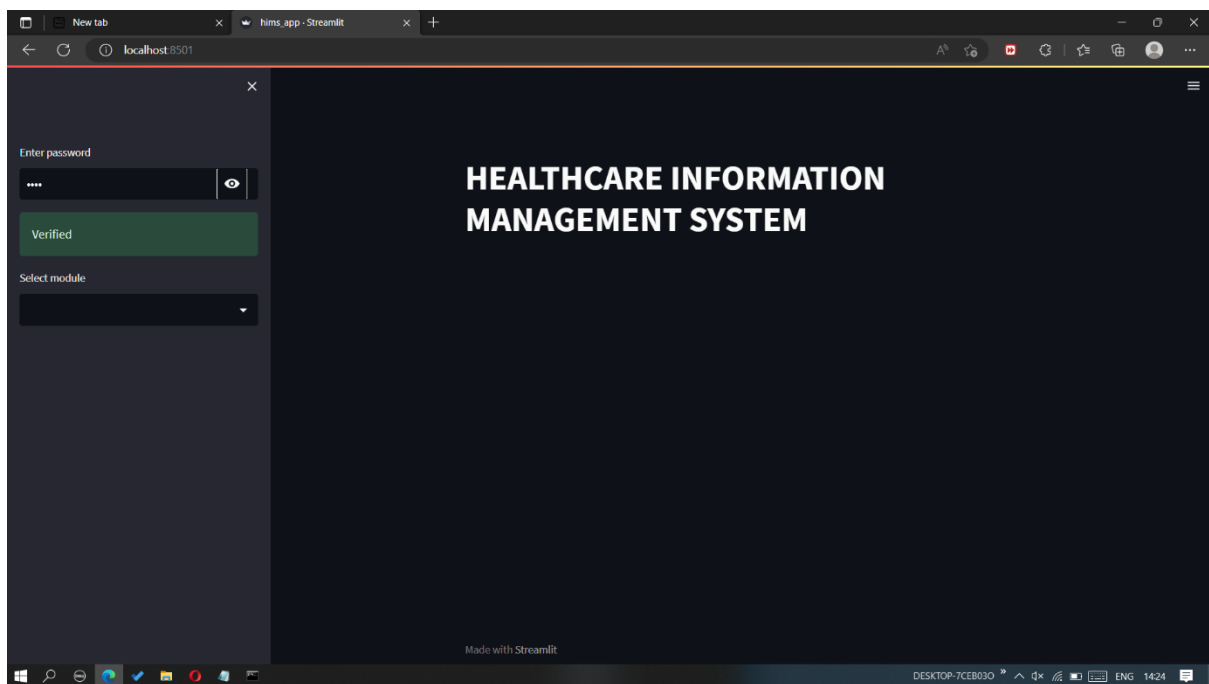 New tab
hims_app · Streamlit
localhost:8501
Enter password
••••
Verified
Select module
HEALTHCARE INFORMATION
MANAGEMENT SYSTEM
Made with Streamlit
DESKTOP-7CEB03O
ENG 14:24